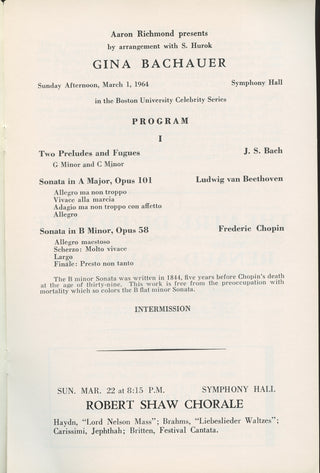 Aaron Richmond presents
by arrangement with S. Hurok
GINA BACHAUER
Sunday Afternoon, March 1, 1964 Symphony Hall
in the Boston University Celebrity Series
PROGRAM
I
Two Preludes and Fugues J. S. Bach
G Minor and C Minor
Sonata in A Major, Opus 101 Ludwig van Beethoven
Allegro ma non troppo
Vivace alla marcia
Adagio ma non troppo con affetto
Allegro
Sonata in B Minor, Opus 58 Frederic Chopin
Allegro maestoso
Scherzo: Molto vivace
Largo
Finale: Presto non tanto
The B minor Sonata was written in 1844, five years before Chopin's death
at the age of thirty-nine. This work is free from the preoccupation with
mortality which so colors the B flat minor Sonata.
INTERMISSION
SUN. MAR. 22 at 8:15 P.M. SYMPHONY HALL
ROBERT SHAW CHORALE
Haydn, "Lord Nelson Mass"; Brahms, "Liebeslieder Waltzes";
Carissimi, Jephthah; Britten, Festival Cantata.